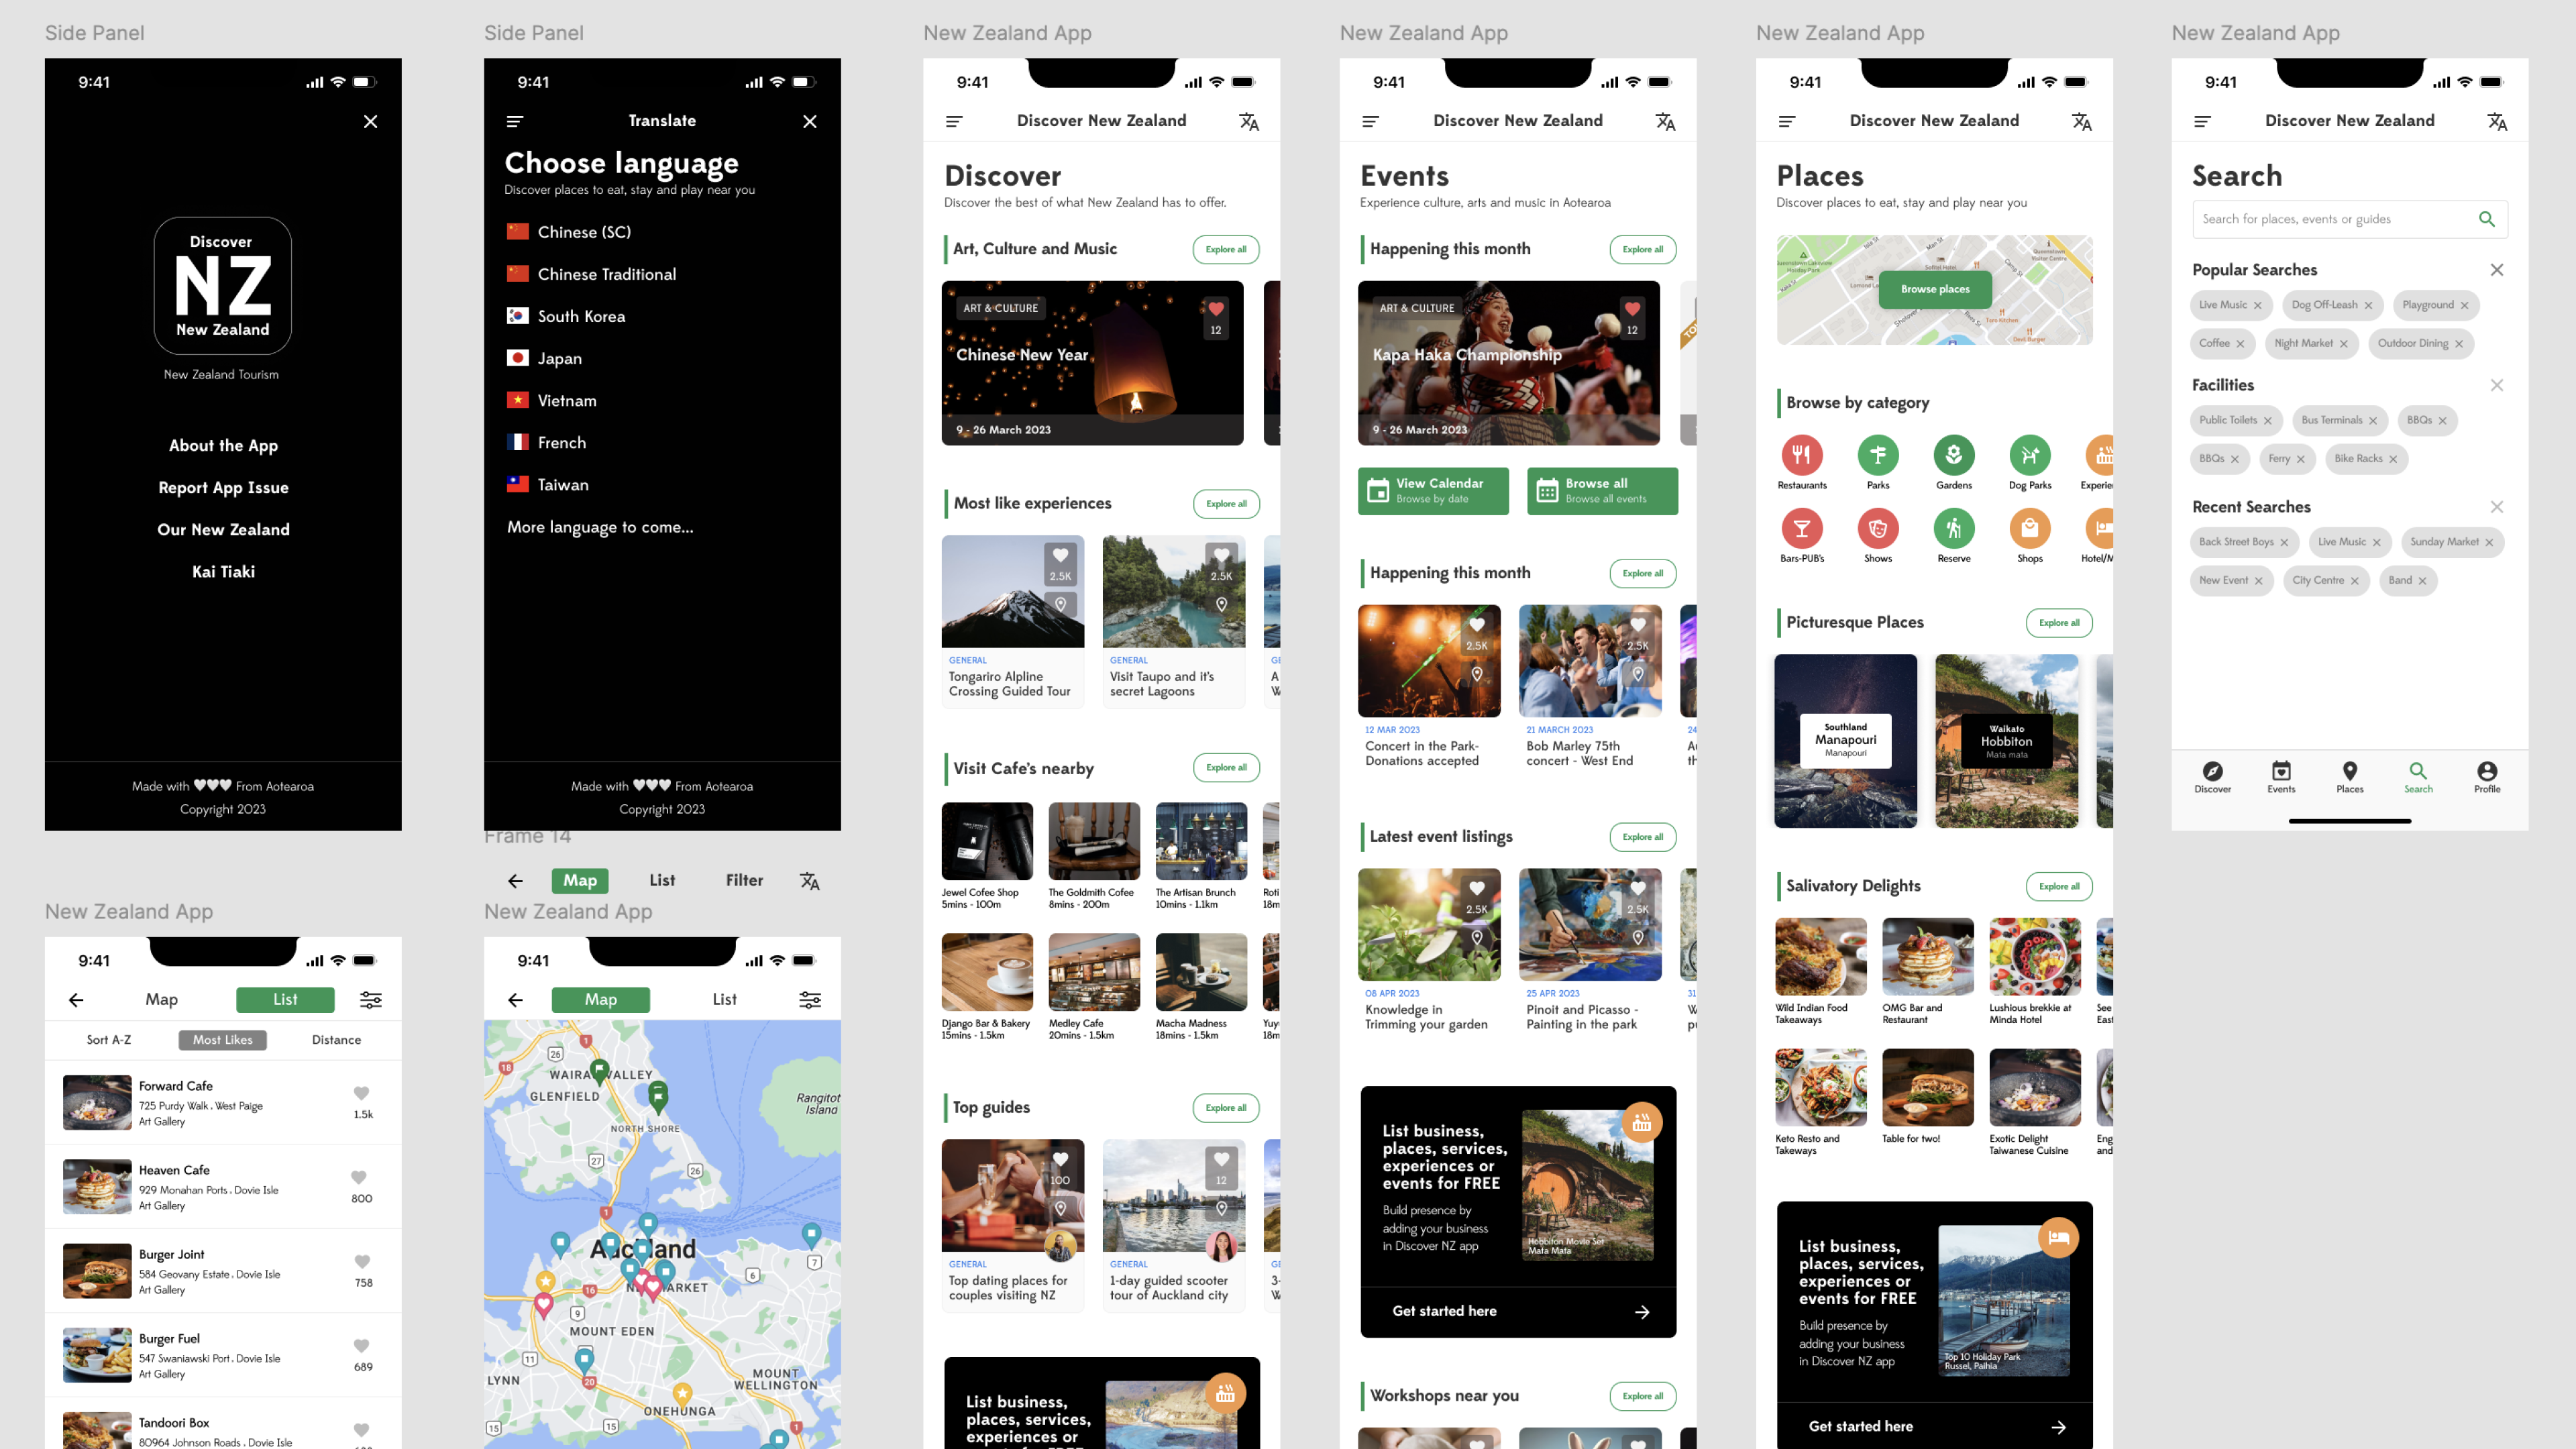 Side Panel
9:41
Discover
NZ
New Zealand
New Zealand Tourism
About the App
Report App Issue
Our New Zealand
Kai Tiaki
Made with From Aotearoa
Copyright 2023
Side Panel
9:41
Translate
Choose language
Discover places to eat, stay and play near you
Chinese (SC)
Chinese Traditional
South Korea
Japan
Vietnam
French
Taiwan
More language to come...
Made with From Aotearoa
Copyright 2023
Frame 14
Map List Filter
New Zealand App
9:41
Map List
Sort A-Z Most Likes Distance
Forward Cafe
725 Purdy Walk . West Paige
Art Gallery
1.5k
Heaven Cafe
929 Monahan Ports . Dovie Isle
Art Gallery
800
Burger Joint
584 Geovany Estate . Dovie Isle
Art Gallery
758
Burger Fuel
547 Swaniawski Port . Dovie Isle
Art Gallery
689
Tandoori Box
80964 Johnson Roads . Dovie Isle
New Zealand App
9:41
Map List
1
26
18
WAIRAU VALLEY
GLENFIELD
Rangitot
Island
NORTH SHORE
27
26
1
Auckland
7
6
16
NEWMARKET
9
MOUNT EDEN
11
20
LYNN
MOUNT
WELLINGTON
ONEHUNGA
15
15
1
New Zealand App
9:41
Discover New Zealand
Discover
Discover the best of what New Zealand has to offer.
Art, Culture and Music
Explore all
ART & CULTURE
12
Chinese New Year
9 - 26 March 2023
Most like experiences
Explore all
2.5K
GENERAL
Tongariro Alpline
Crossing Guided Tour
2.5K
GENERAL
Visit Taupo and it's
secret Lagoons
Visit Cafe's nearby
Explore all
Jewel Cofee Shop
5mins - 100m
The Goldmith Cofee
8mins - 200m
The Artisan Brunch
10mins - 1.1km
Roti
18m
Django Bar & Bakery
15mins - 1.5km
Medley Cafe
20mins - 1.5km
Macha Madness
18mins - 1.5km
Yuy
18m
Top guides
Explore all
100
GENERAL
Top dating places for
couples visiting NZ
12
GENERAL
1-day guided scooter
tour of Auckland city
List business,
places, services,
experiences or
New Zealand App
9:41
Discover New Zealand
Events
Experience culture, arts and music in Aotearoa
Happening this month
Explore all
ART & CULTURE
12
Kapa Haka Championship
9 - 26 March 2023
View Calendar
Browse by date
Browse all
Browse all events
Happening this month
Explore all
2.5K
12 MAR 2023
Concert in the Park-
Donations accepted
2.5K
21 MARCH 2023
Bob Marley 75th
concert - West End
24
Latest event listings
Explore all
2.5K
08 APR 2023
Knowledge in
Trimming your garden
2.5K
25 APR 2023
Pinoit and Picasso -
Painting in the park
31
List business,
places, services,
experiences or
events for FREE
Build presence by
adding your business
in Discover NZ app
Hobbiton Movie Set
Mata Mata
Get started here
Workshops near you
Explore all
New Zealand App
9:41
Discover New Zealand
Places
Discover places to eat, stay and play near you
Browse places
Browse by category
Restaurants
Parks
Gardens
Dog Parks
Experie
Bars-PUB's
Shows
Reserve
Shops
Hotel/M
Picturesque Places
Explore all
Southland
Manapouri
Manapouri
Waikato
Hobbiton
Mata mata
Salivatory Delights
Explore all
Wild Indian Food
Takeaways
OMG Bar and
Restaurant
Lushious brekkie at
Minda Hotel
See
East
Keto Resto and
Takeways
Table for two!
Exotic Delight
Taiwanese Cuisine
Eng
and
List business,
places, services,
experiences or
events for FREE
Build presence by
adding your business
in Discover NZ app
Top 10 Holiday Park
Russel, Paihia
Get started here
New Zealand App
9:41
Discover New Zealand
Search
Search for places, events or guides
Popular Searches
Live Music
Dog Off-Leash
Playground
Coffee
Night Market
Outdoor Dining
Facilities
Public Toilets
Bus Terminals
BBQs
BBQs
Ferry
Bike Racks
Recent Searches
Back Street Boys
Live Music
Sunday Market
New Event
City Centre
Band
Discover Events Places Search Profile